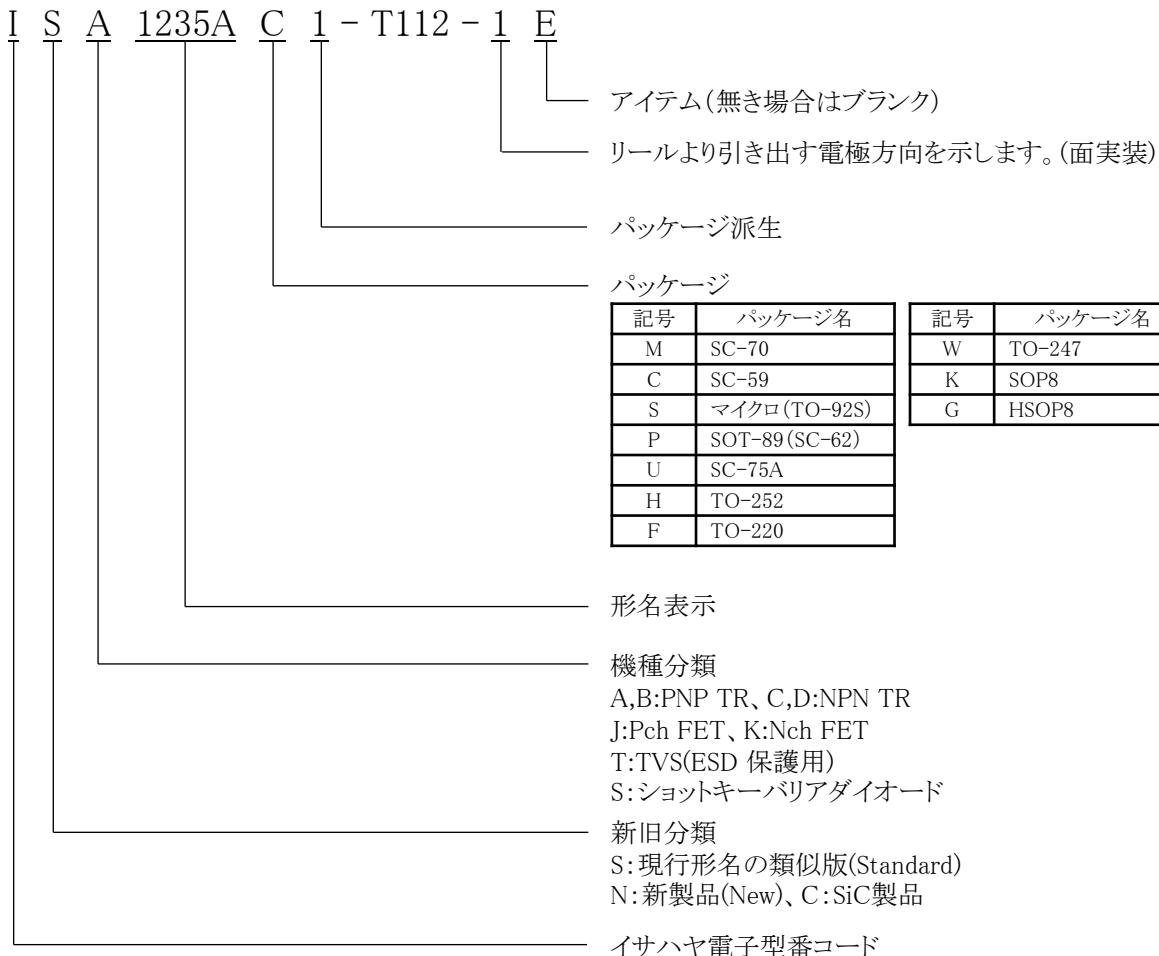 I S A 1235A C 1 - T112 - 1 E
アイテム(無き場合はブランク)
リールより引き出す電極方向を示します。(面実装)
パッケージ派生
パッケージ
記号 パッケージ名 記号 パッケージ名
M SC-70 W TO-247
C SC-59 K SOP8
S マイクロ(TO-92S) G HSOP8
P SOT-89(SC-62)
U SC-75A
H TO-252
F TO-220
形名表示
機種分類
A,B:PNP TR、C,D:NPN TR
J:Pch FET、K:Nch FET
T:TVS(ESD 保護用)
S:ショットキーバリアダイオード
新旧分類
S:現行形名の類似版(Standard)
N:新製品(New)、C:SiC製品
イサハヤ電子型番コード